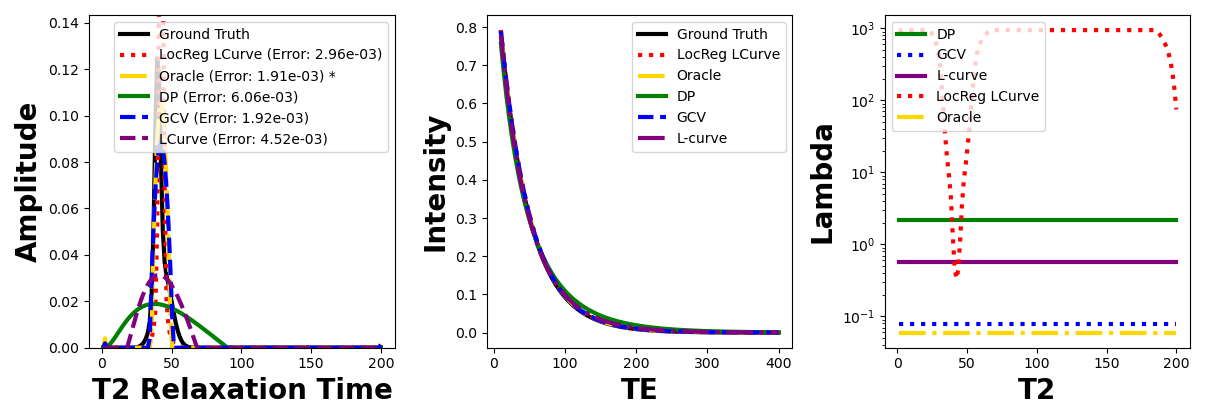 Amplitude
0.14
0.12
0.10
0.08
0.06
0.04
0.02
0.00
Ground Truth
LocReg LCurve (Error: 2.96e-03)
Oracle (Error: 1.91e-03) *
DP (Error: 6.06e-03)
GCV (Error: 1.92e-03)
LCurve (Error: 4.52e-03)
0 50 100 150 200
T2 Relaxation Time
Intensity
0.8
0.7
0.6
0.5
0.4
0.3
0.2
0.1
0.0
Ground Truth
LocReg LCurve
Oracle
DP
GCV
L-curve
0 100 200 300 400
TE
Lambda
10³
10²
10¹
10⁰
10⁻¹
DP
GCV
L-curve
LocReg LCurve
Oracle
0 50 100 150 200
T2